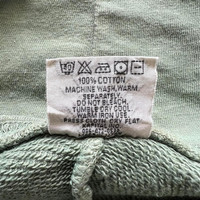 100% COTTON
MACHINE WASH, WARM
SEPARATELY.
DO NOT BLEACH.
TUMBLE DRY COOL
WARM IRON USE
PRESS CLOTH, DRY FLAT